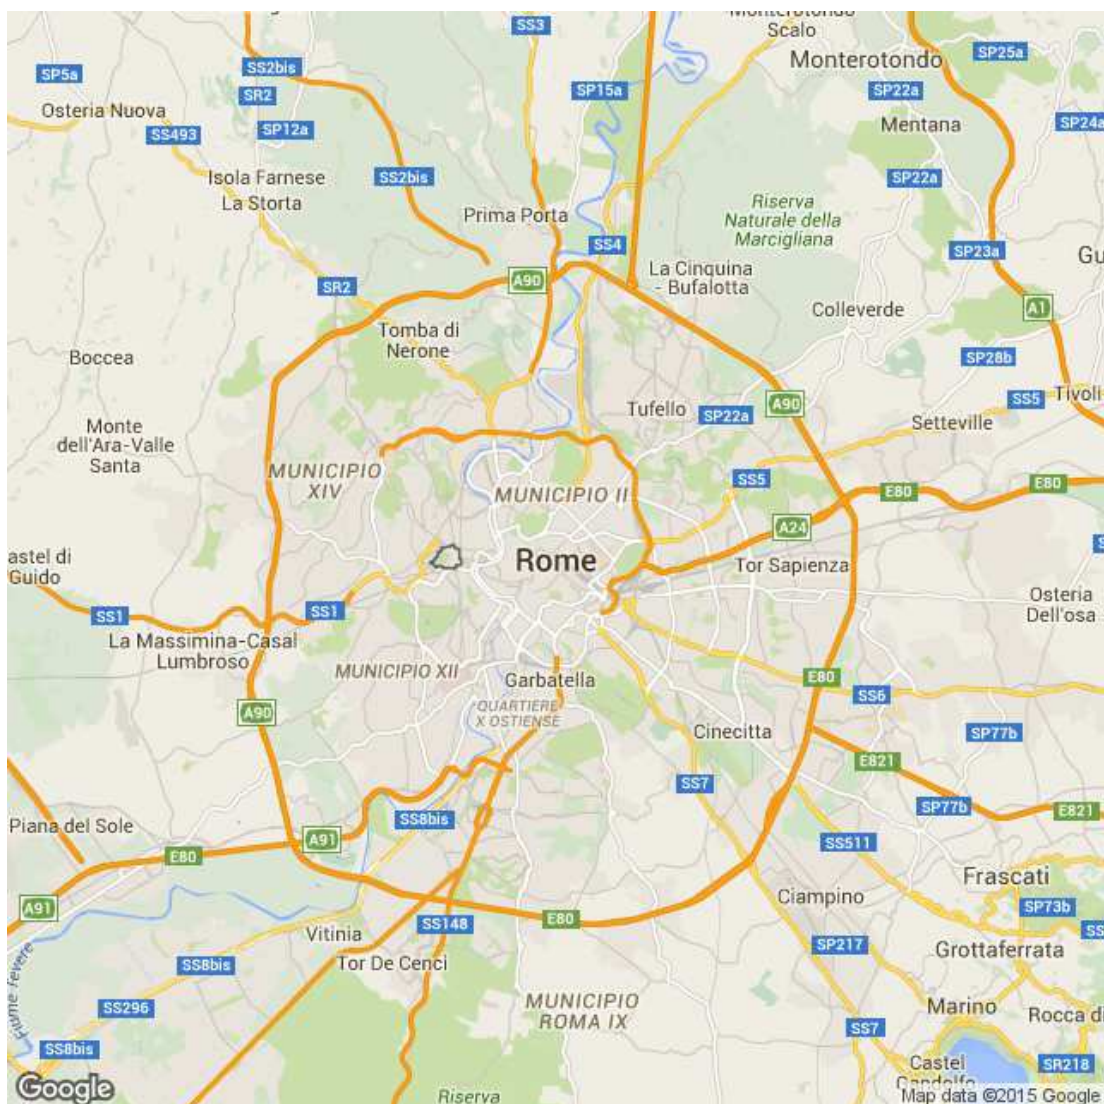 Monterotondo
Scalo
SS3
SP5a
SS2bis
SR2
SP15a
Monterotondo
SP25a
SP22a
Osteria Nuova
SS493
SP12a
Mentana
SP24a
Isola Farnese
SS2bis
SP22a
La Storta
Prima Porta
Riserva
Naturale della
Marcigliana
SS4
SP23a
Gu
La Cinquina
- Bufalotta
A90
SR2
Colleverde
A1
Tomba di
Nerone
Boccea
SP28b
Tivoli
A90
SS5
Tufello
SP22a
Setteville
Monte
dell'Ara-Valle
Santa
MUNICIPIO
XIV
SS5
E80
E80
MUNICIPIO II
A24
astel di
Guido
Rome
Tor Sapienza
Osteria
Dell'osa
SS1
SS1
La Massimina-Casal
Lumbroso
MUNICIPIO XII
Garbatella
E80
SS6
A90
QUARTIERE
X OSTIENSE
Cinecitta
SP77b
E821
SS7
SP77b
E821
Piana del Sole
SS8bis
A91
SS511
E80
Frascati
Ciampino
A91
SP73b
SS148
E80
Vitinia
SP217
Grottaferrata
SS8bis
Tor De Cenci
Fiume Tevere
SS296
MUNICIPIO
ROMA IX
Marino
Rocca di
SS7
SS8bis
Castel
Gandolfo
SR218
Google
Riserva
Map data ©2015 Google